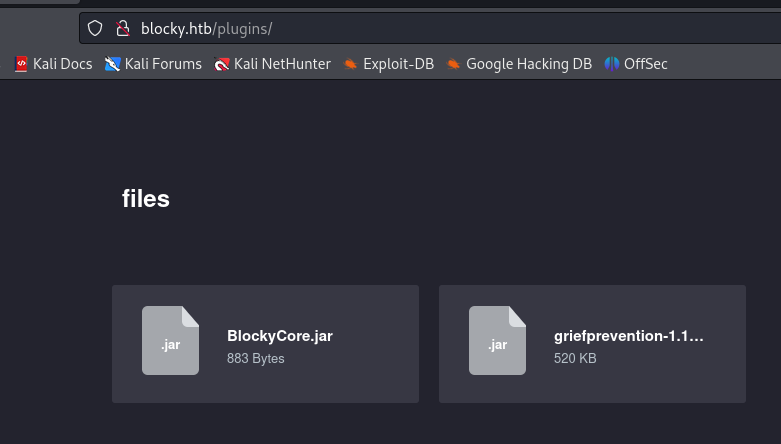 blocky.htb/plugins/
Kali Docs Kali Forums Kali NetHunter Exploit-DB Google Hacking DB OffSec
files
.jar
BlockyCore.jar
883 Bytes
.jar
griefprevention-1.1...
520 KB